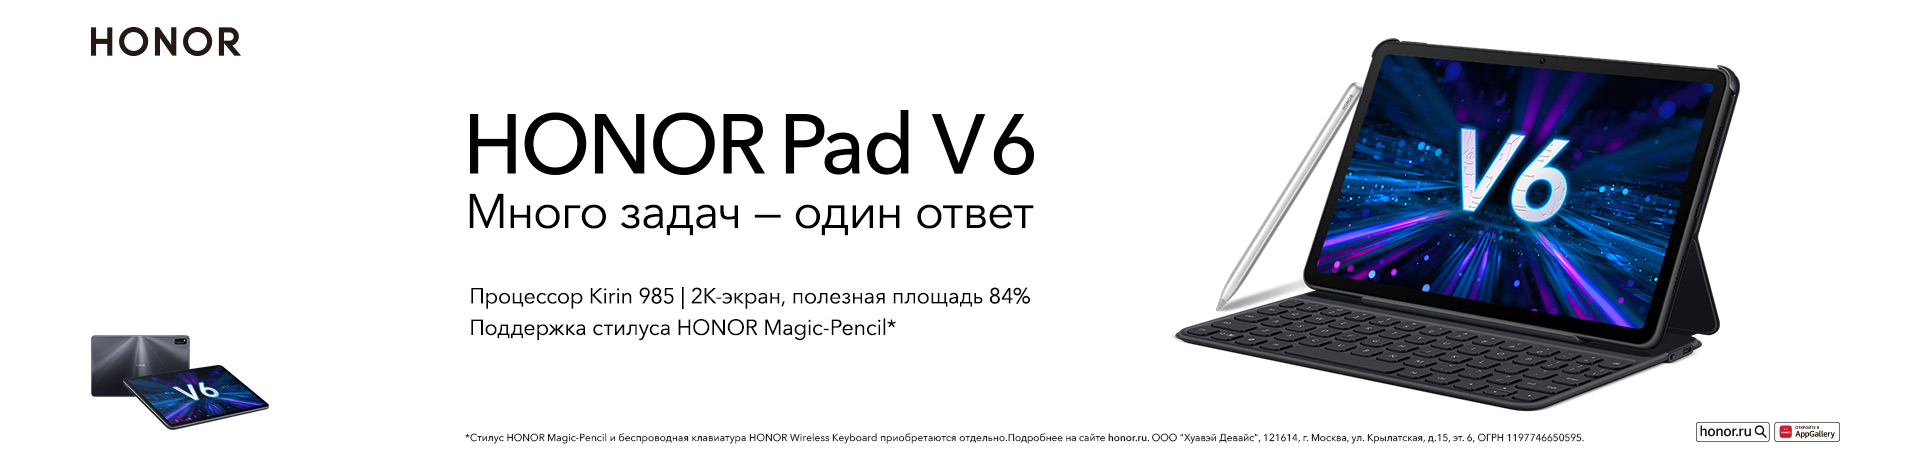 HONOR
HONOR Pad V6
Много задач — один ответ
Процессор Kirin 985 | 2К-экран, полезная площадь 84%
Поддержка стилуса HONOR Magic-Pencil*
V6
V6
*Стилус HONOR Magic-Pencil и беспроводная клавиатура HONOR Wireless Keyboard приобретаются отдельно.Подробнее на сайте honor.ru. ООО "Хуавэй Девайс", 121614, г. Москва, ул. Крылатская, д.15, эт. 6, ОГРН 1197746650595.
honor.ru
ОТКРОЙТЕ В
AppGallery